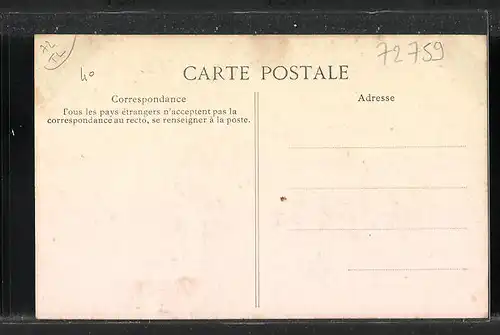 72759
40
CARTE POSTALE
Correspondance
Tous les pays étrangers n'acceptent pas la
correspondance au recto, se renseigner à la poste.
Adresse